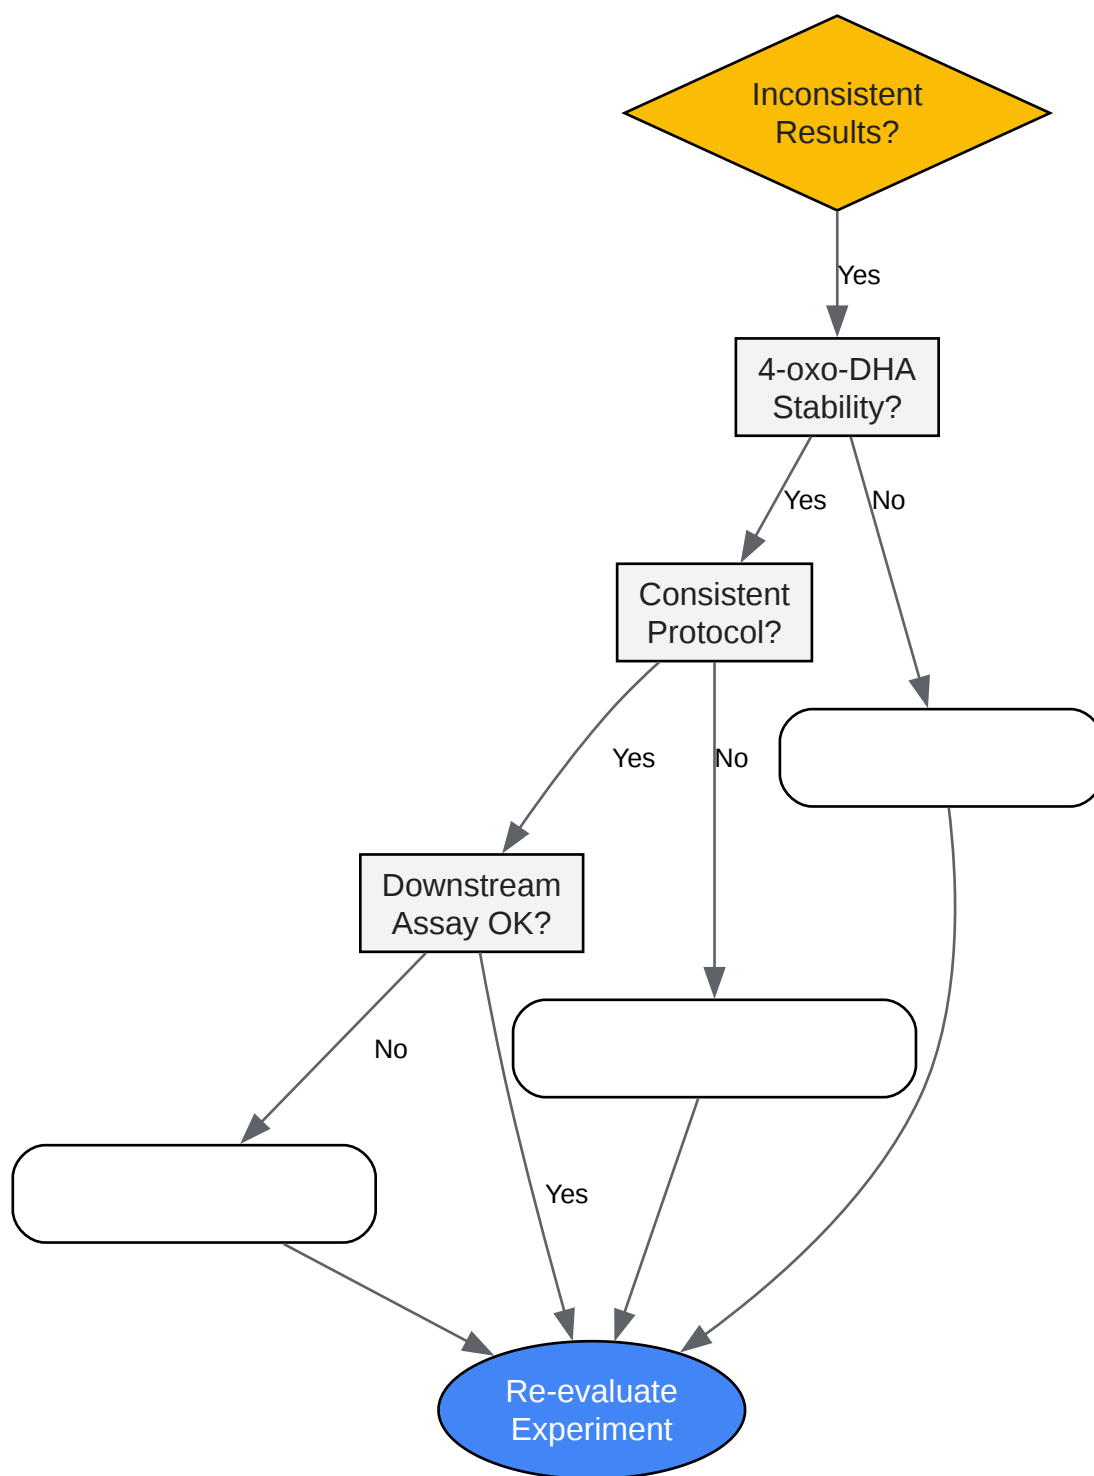 Inconsistent
Results?
Yes
4-oxo-DHA
Stability?
Yes
No
Consistent
Protocol?
Yes
No
Downstream
Assay OK?
No
Yes
Re-evaluate
Experiment